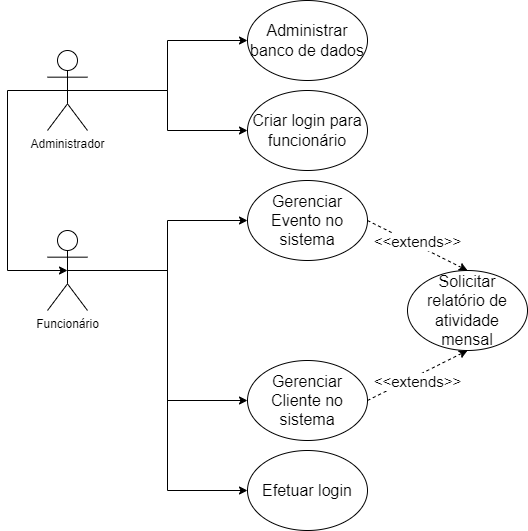 Administrar
banco de dados
Administrador
Criar login para
funcionário
Gerenciar
Evento no
sistema
<<extends>>
Funcionário
Solicitar
relatório de
atividade
mensal
Gerenciar
Cliente no
sistema
<<extends>>
Efetuar login